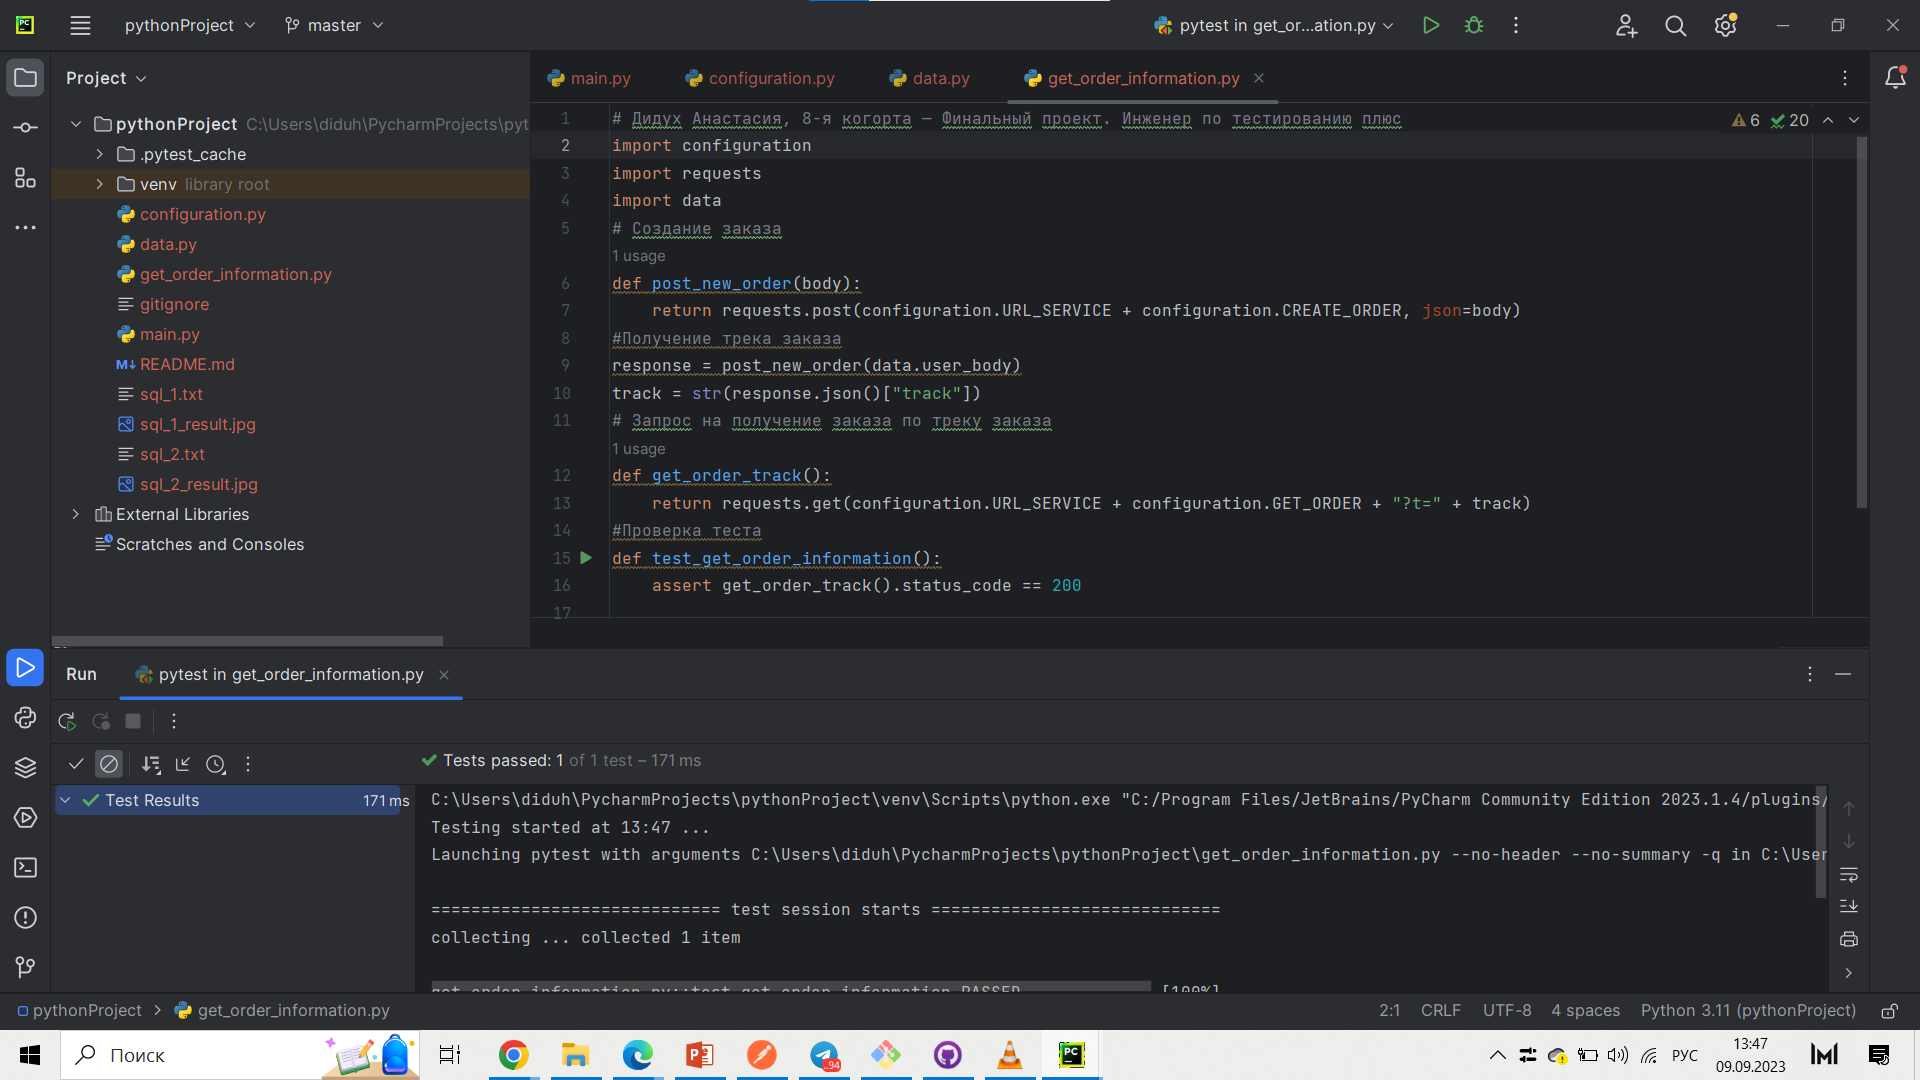 pythonProject
master
pytest in get_or...ation.py
Project
main.py
configuration.py
data.py
get_order_information.py
pythonProject C:\Users\diduh\PycharmProjects\pyt
.pytest_cache
venv library root
configuration.py
data.py
get_order_information.py
gitignore
main.py
README.md
sql_1.txt
sql_1_result.jpg
sql_2.txt
sql_2_result.jpg
External Libraries
Scratches and Consoles
6 20
1 # Дидух Анастасия, 8-я когорта — Финальный проект. Инженер по тестированию плюс
2 import configuration
3 import requests
4 import data
5 # Создание заказа
1 usage
6 def post_new_order(body):
7 return requests.post(configuration.URL_SERVICE + configuration.CREATE_ORDER, json=body)
8 #Получение трека заказа
9 response = post_new_order(data.user_body)
10 track = str(response.json()["track"])
11 # Запрос на получение заказа по треку заказа
1 usage
12 def get_order_track():
13 return requests.get(configuration.URL_SERVICE + configuration.GET_ORDER + "?t=" + track)
14 #Проверка теста
15 def test_get_order_information():
16 assert get_order_track().status_code == 200
17
Run
pytest in get_order_information.py
Tests passed: 1 of 1 test – 171 ms
Test Results 171 ms
C:\Users\diduh\PycharmProjects\pythonProject\venv\Scripts\python.exe "C:/Program Files/JetBrains/PyCharm Community Edition 2023.1.4/plugins/
Testing started at 13:47 ...
Launching pytest with arguments C:\Users\diduh\PycharmProjects\pythonProject\get_order_information.py --no-header --no-summary -q in C:\User
============================= test session starts =============================
collecting ... collected 1 item
get_order_information.py::test_get_order_information PASSED [100%]
pythonProject > get_order_information.py
2:1 CRLF UTF-8 4 spaces Python 3.11 (pythonProject)
Поиск
..94
РУС
13:47
09.09.2023